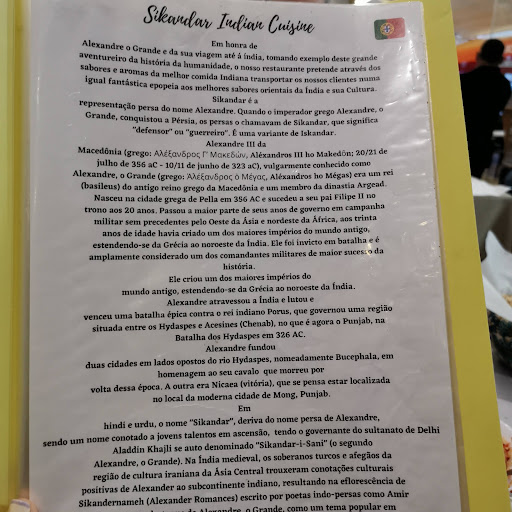 Sikandar Indian Cuisine
Em honra de
Alexandre o Grande e da sua viagem até á india, tomando exemplo deste grande
aventureiro da história da humanidade, o nosso restaurante pretende através dos
sabores e aromas da melhor comida Indiana transportar os nossos clientes numa
igual fantástica epopeia aos melhores sabores orientais da India e sua Cultura.
Sikandar é a
representação persa do nome Alexandre. Quando o imperador grego Alexandre, o
Grande, conquistou a Pérsia, os persas o chamavam de Sikandar, que significa
"defensor" ou "guerreiro". É uma variante de Iskandar.
Alexandre III da
Macedônia (grego: Αλέξανδρος Γ' Μακεδών, Aléxandros III ho Makedōn; 20/21 de
julho de 356 aC - 10/11 de junho de 323 aC), vulgarmente conhecido como
Alexandre, o Grande (grego: Αλέξανδρος ὁ Μέγας, Aléxandros ho Mégas) era um rei
(basileus) do antigo reino grego da Macedônia e um membro da dinastia Argead.
Nasceu na cidade grega de Pella em 356 AC e sucedeu a seu pai Filipe II no
trono aos 20 anos. Passou a maior parte de seus anos de governo em campanha
militar sem precedentes pelo Oeste da Ásia e nordeste da África, aos trinta
anos de idade havia criado um dos maiores impérios do mundo antigo,
estendendo-se da Grécia ao noroeste da Índia. Ele foi invicto em batalha e é
amplamente considerado um dos comandantes militares de maior sucesso da
história.
Ele criou um dos maiores impérios do
mundo antigo, estendendo-se da Grécia ao noroeste da Índia.
Alexandre atravessou a Índia e lutou e
venceu uma batalha épica contra o rei indiano Porus, que governou uma região
situada entre os Hydaspes e Acesines (Chenab), no que é agora o Punjab, na
Batalha dos Hydaspes em 326 AC.
Alexandre fundou
duas cidades em lados opostos do rio Hydaspes, nomeadamente Bucephala, em
homenagem ao seu cavalo que morreu por
volta dessa época. A outra era Nicaea (vitória), que se pensa estar localizada
no local da moderna cidade de Mong, Punjab.
Em
hindi e urdu, o nome "Sikandar", deriva do nome persa de Alexandre,
sendo um nome conotado a jovens talentos em ascensão, tendo o governante do sultanato de Delhi
Aladdin Khajli se auto denominado "Sikandar-i-Sani" (o segundo
Alexandre, o Grande). Na Índia medieval, os soberanos turcos e afegãos da
região de cultura iraniana da Ásia Central trouxeram conotações culturais
positivas de Alexander ao subcontinente indiano, resultando na eflorescência de
Sikandernameh (Alexander Romances) escrito por poetas indo-persas como Amir
Alexandre, o Grande, como um tema popular em